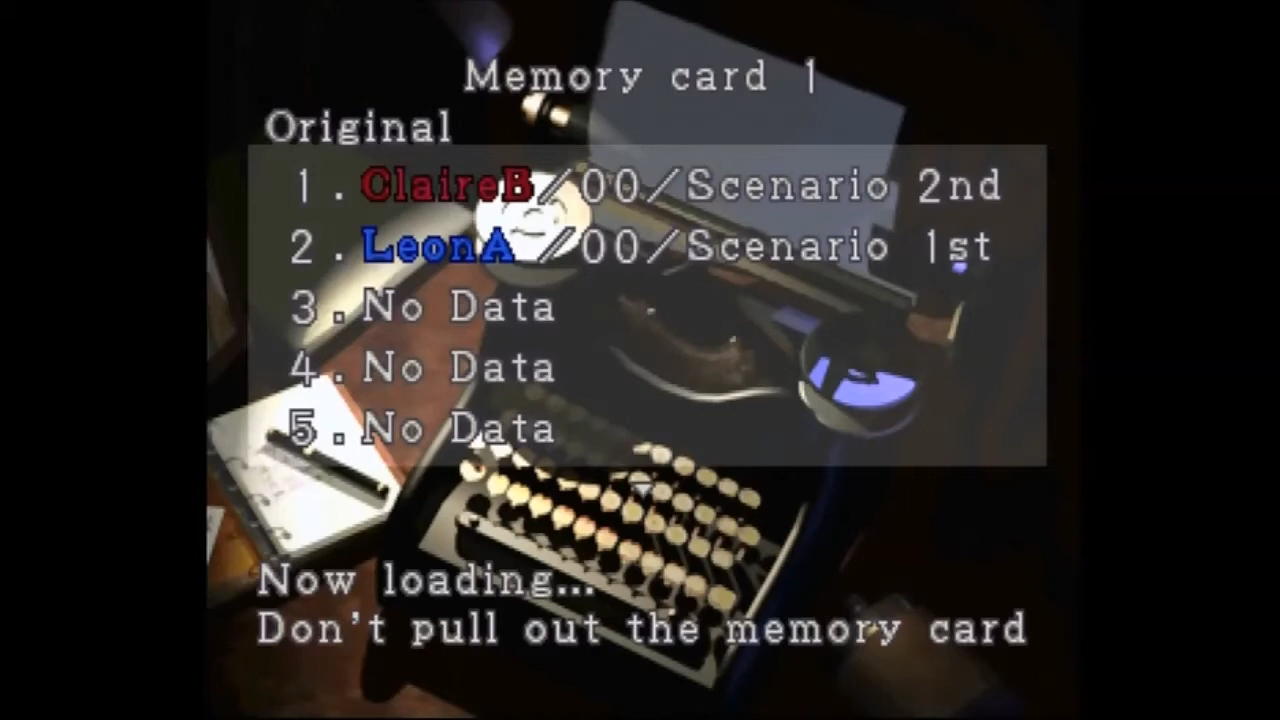 Memory card 1
Original
1.ClaireB/00/Scenario 2nd
2.LeonA /00/Scenario 1st
3.No Data
4.No Data
5.No Data
Now loading...
Don't pull out the memory card